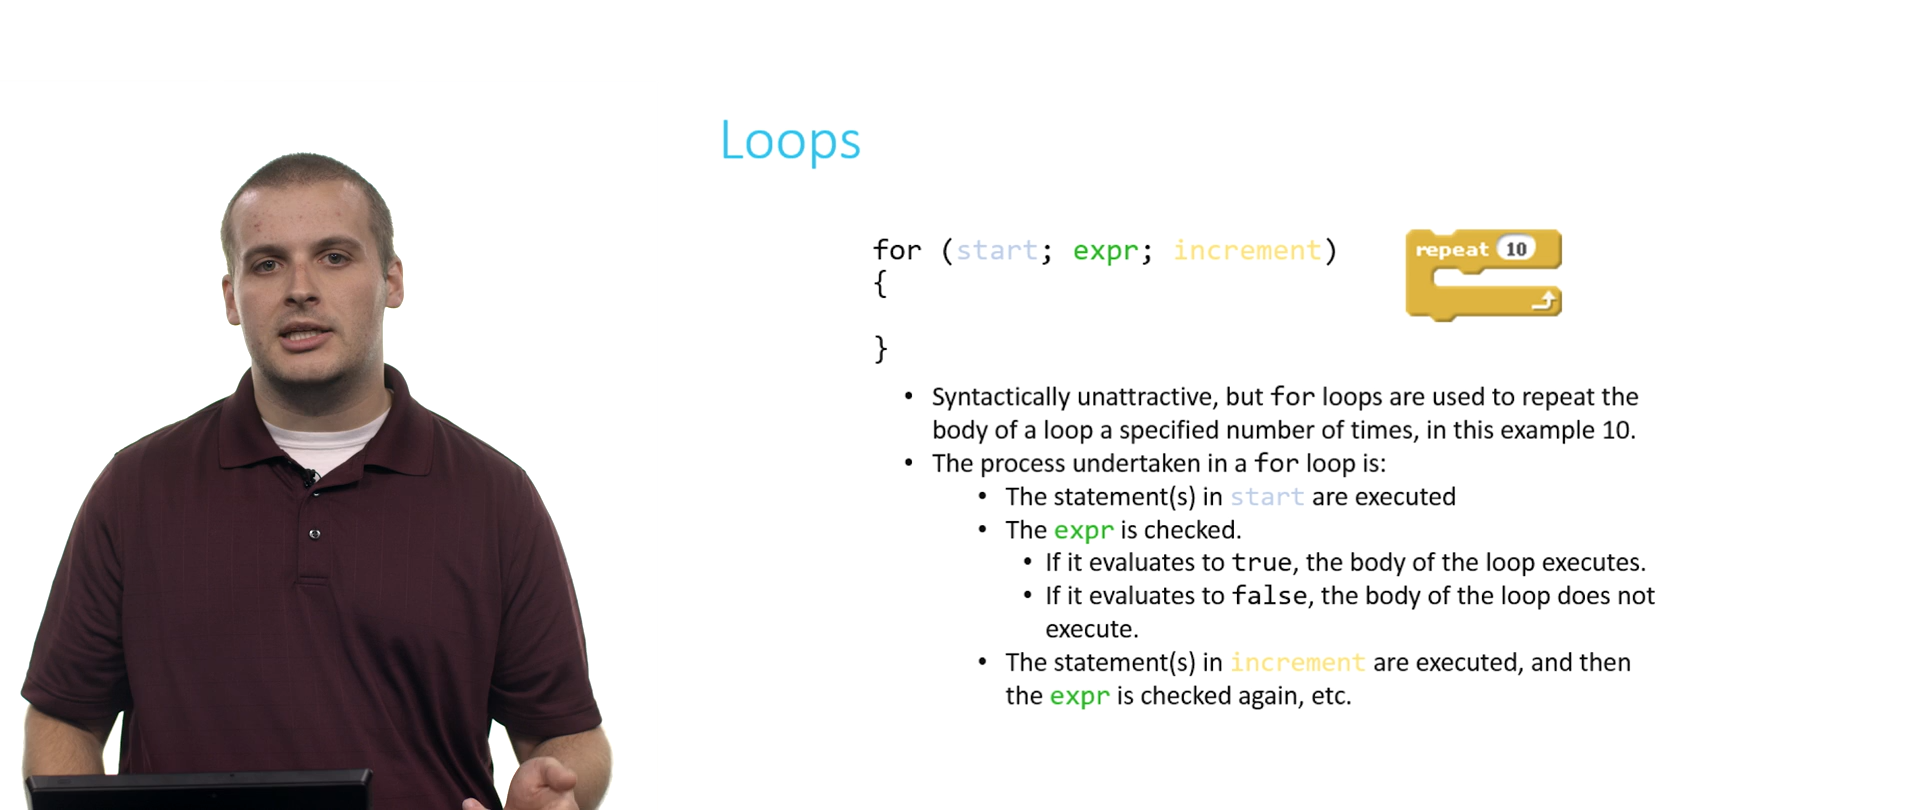 Loops
for (start; expr; increment)
{
}
repeat 10
• Syntactically unattractive, but for loops are used to repeat the
body of a loop a specified number of times, in this example 10.
• The process undertaken in a for loop is:
• The statement(s) in start are executed
• The expr is checked.
• If it evaluates to true, the body of the loop executes.
• If it evaluates to false, the body of the loop does not
execute.
• The statement(s) in increment are executed, and then
the expr is checked again, etc.